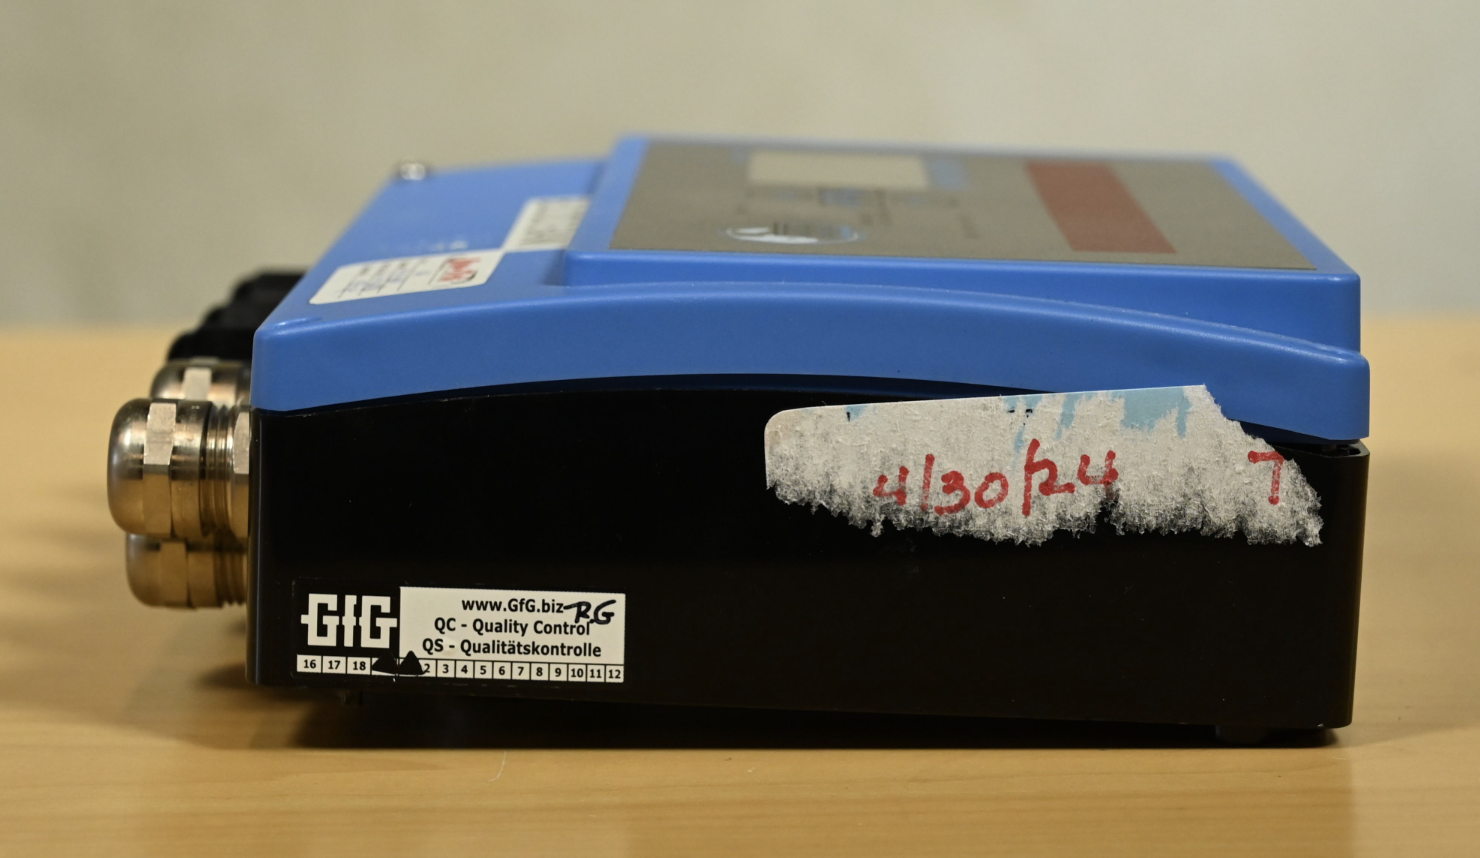 4/30/24 7
GfG
www.GfG.biz RG
QC - Quality Control
QS - Qualitätskontrolle
16 17 18 2 3 4 5 6 7 8 9 10 11 12